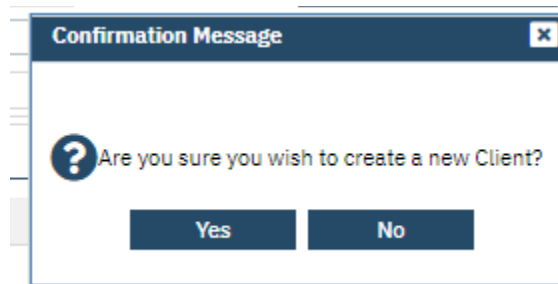 Confirmation Message
Are you sure you wish to create a new Client?
Yes No